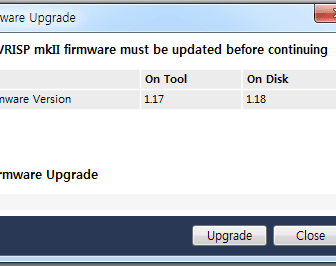 ware Upgrade
VRISP mkII firmware must be updated before continuing
On Tool On Disk
mware Version 1.17 1.18
rmware Upgrade
Upgrade Close